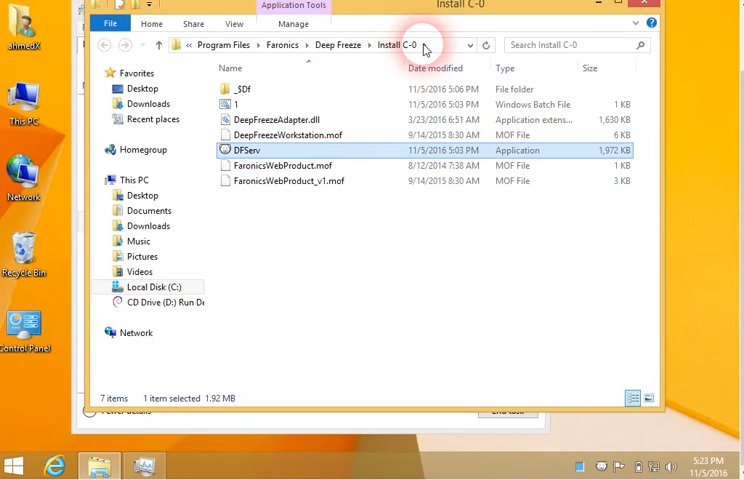 Application Tools
Install C-0
File Home Share View Manage
« Program Files Faronics Deep Freeze Install C-0
Search Install C-0
Name Date modified Type Size
Favorites
Desktop
Downloads
Recent places
Homegroup
This PC
Desktop
Documents
Downloads
Music
Pictures
Videos
Local Disk (C:)
CD Drive (D:) Run De
Network
_$Df 11/5/2016 5:06 PM File folder
1 11/5/2016 5:03 PM Windows Batch File 1 KB
DeepFreezeAdapter.dll 3/23/2016 6:51 AM Application extens... 1,630 KB
DeepFreezeWorkstation.mof 9/14/2015 8:30 AM MOF File 6 KB
DFServ 11/5/2016 5:03 PM Application 1,972 KB
FaronicsWebProduct.mof 8/12/2014 7:38 AM MOF File 1 KB
FaronicsWebProduct_v1.mof 9/14/2015 8:30 AM MOF File 3 KB
7 items 1 item selected 1.92 MB
Fewer details
End task
ahmedX
This PC
Network
Recycle Bin
Control Panel
5:23 PM
11/5/2016